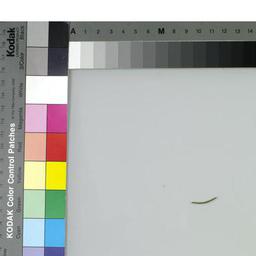 A 1 2 3 4 5 6 M 8 9 10 11 12 13 14
KODAK Color Control Patches
Kodak
Black
3/Color
White
Magenta
Red
Yellow
Green
Cyan
Blue